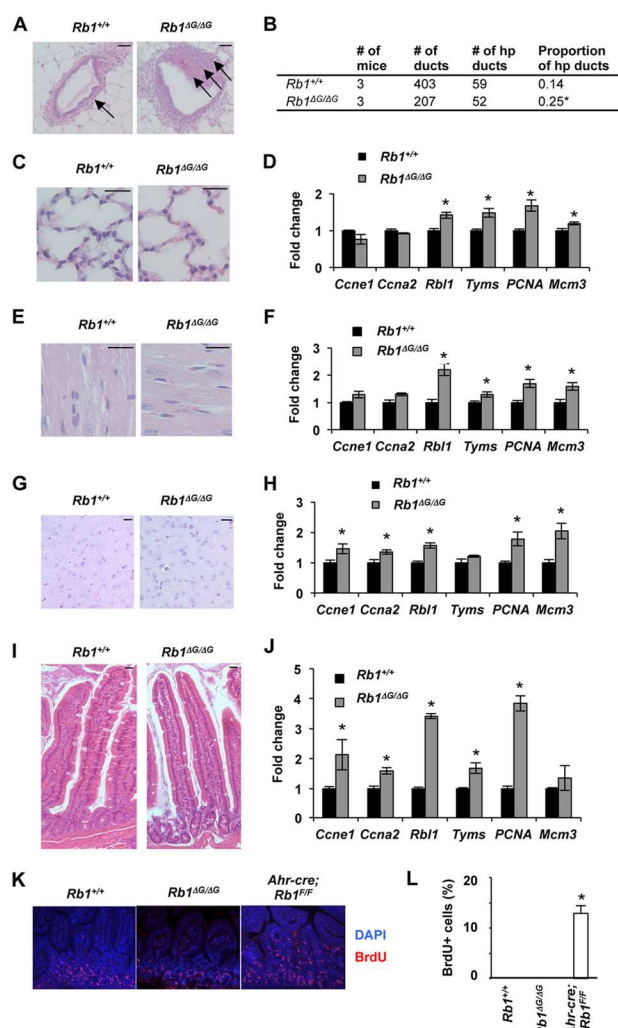 A
Rb1+/+
Rb1ΔG/ΔG
B
# of mice
# of ducts
# of hp ducts
Proportion of hp ducts
Rb1+/+ 3 403 59 0.14
Rb1ΔG/ΔG 3 207 52 0.25*
C
Rb1+/+
Rb1ΔG/ΔG
D
Rb1+/+
Rb1ΔG/ΔG
Fold change
2
1
0
* * * *
Ccne1 Ccna2 Rbl1 Tyms PCNA Mcm3
E
Rb1+/+
Rb1ΔG/ΔG
F
Rb1+/+
Rb1ΔG/ΔG
Fold change
3
2
1
0
* * * *
Ccne1 Ccna2 Rbl1 Tyms PCNA Mcm3
G
Rb1+/+
Rb1ΔG/ΔG
H
Rb1+/+
Rb1ΔG/ΔG
Fold change
3
2
1
0
* * * * *
Ccne1 Ccna2 Rbl1 Tyms PCNA Mcm3
I
Rb1+/+
Rb1ΔG/ΔG
J
Rb1+/+
Rb1ΔG/ΔG
Fold change
5
4
3
2
1
0
* * * * *
Ccne1 Ccna2 Rbl1 Tyms PCNA Mcm3
K
Rb1+/+
Rb1ΔG/ΔG
Ahr-cre;
Rb1F/F
DAPI
BrdU
L
BrdU+ cells (%)
20
10
0
*
Rb1+/+
Rb1ΔG/ΔG
Ahr-cre;
Rb1F/F